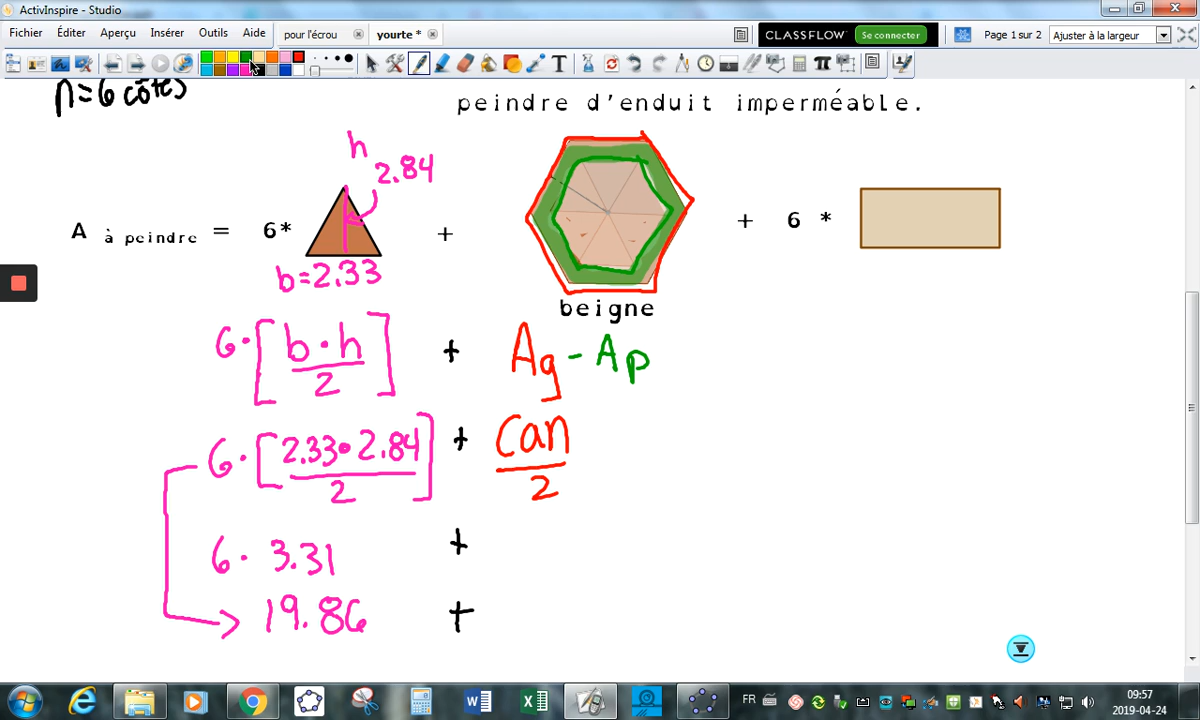 ActivInspire - Studio
Fichier Éditer Aperçu Insérer Outils Aide
pour l'écrou
yourte *
CLASSFLOW
Se connecter
Page 1 sur 2
Ajuster à la largeur
n=6 côtés
peindre d'enduit imperméable.
h
2.84
A à peindre = 6* + + 6 *
b=2.33
beigne
6·[b·h/2] + Ag - Ap
6·[2.33·2.84/2] + can/2
6· 3.31 +
19.86 +
FR
09:57
2019-04-24